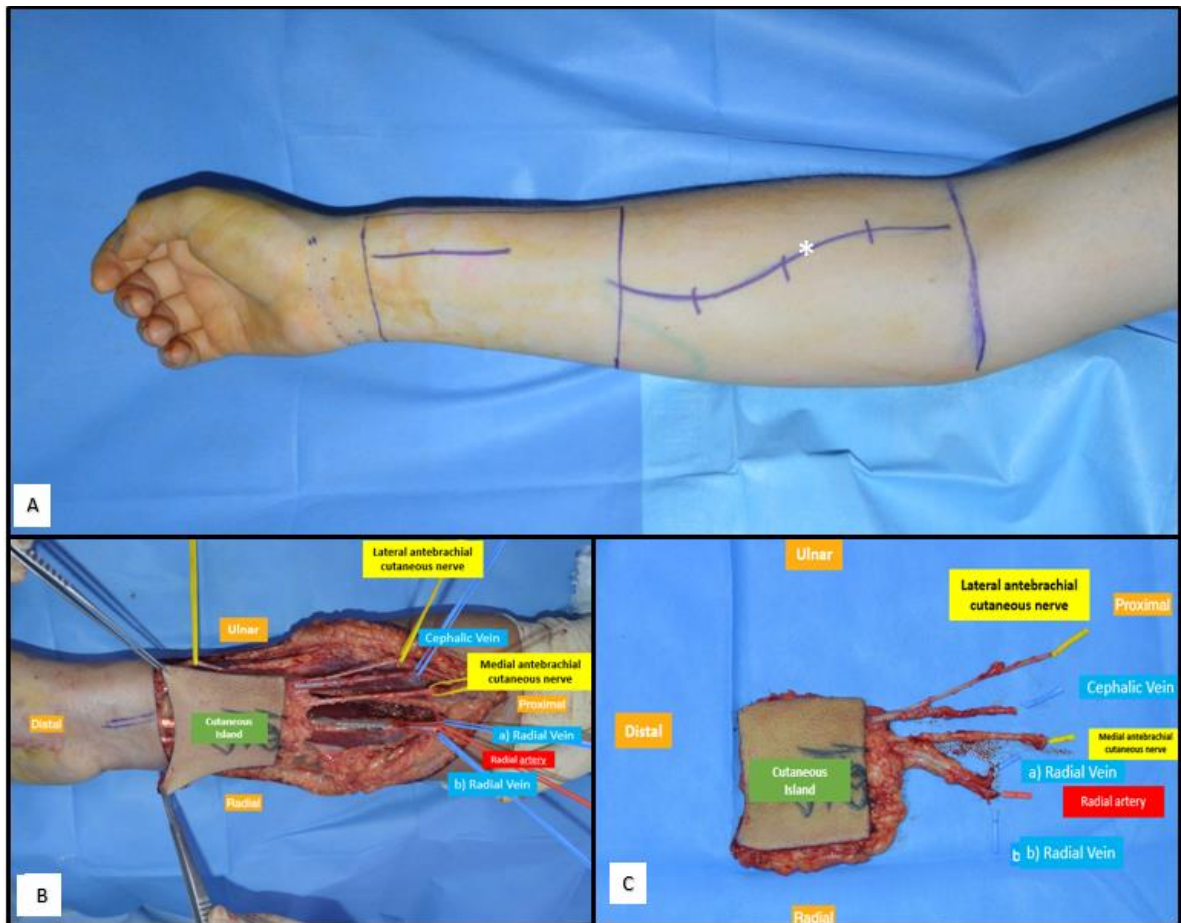 *
A
Lateral antebrachial
cutaneous nerve
Ulnar
Cephalic Vein
Medial antebrachial
cutaneous nerve
Proximal
Distal
Cutaneous
Island
a) Radial Vein
Radial artery
b) Radial Vein
Radial
B
Ulnar
Lateral antebrachial
cutaneous nerve
Proximal
Cephalic Vein
Distal
Medial antebrachial
cutaneous nerve
Cutaneous
Island
a) Radial Vein
Radial artery
b b) Radial Vein
C
Radial